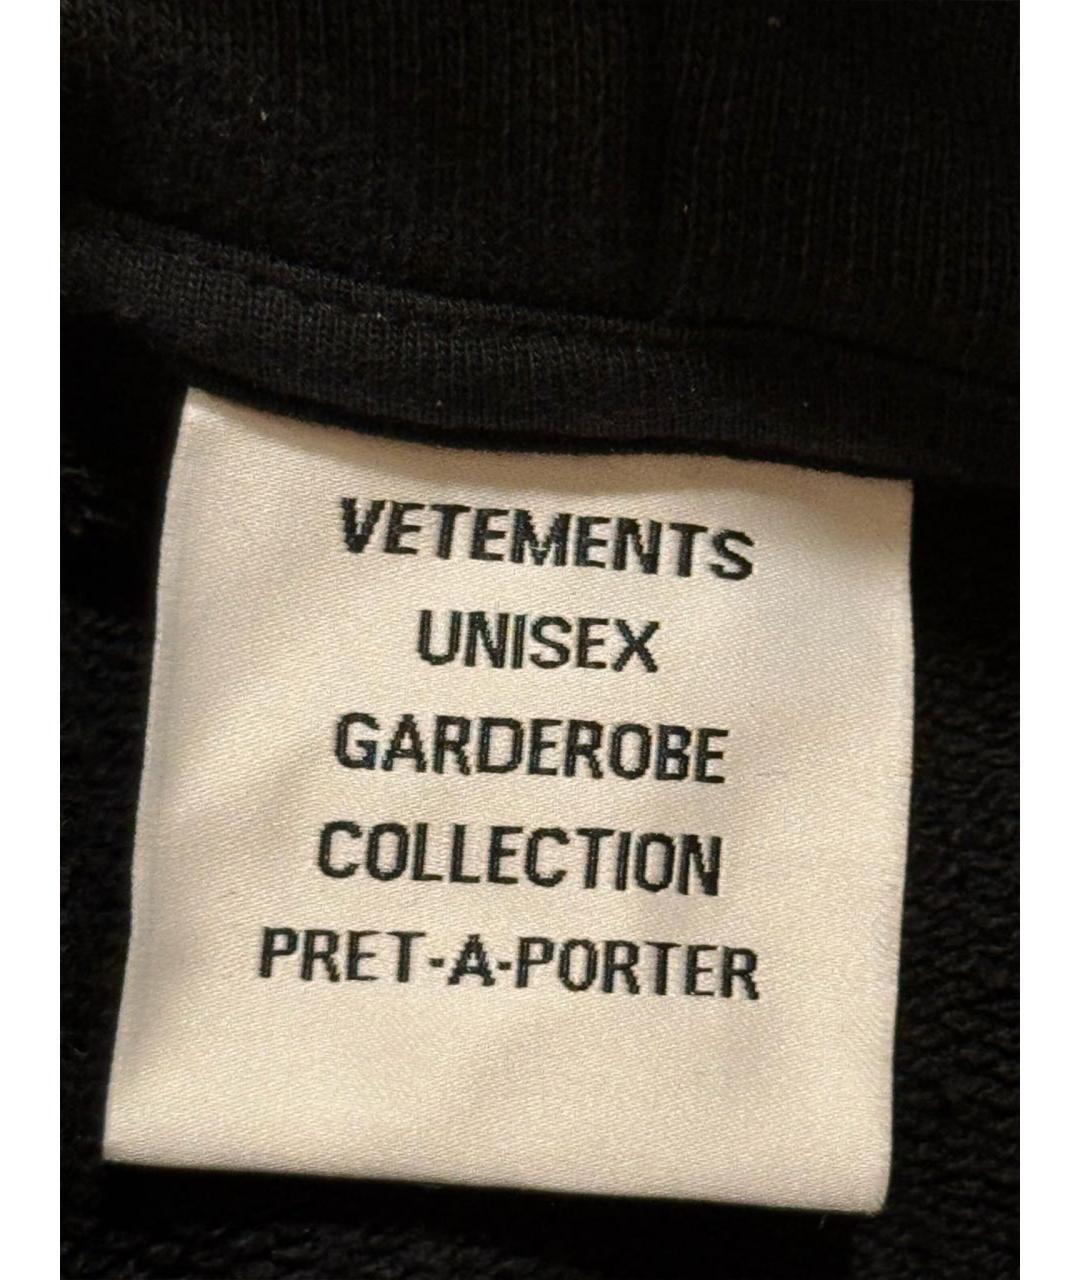 VETEMENTS
UNISEX
GARDEROBE
COLLECTION
PRET-A-PORTER